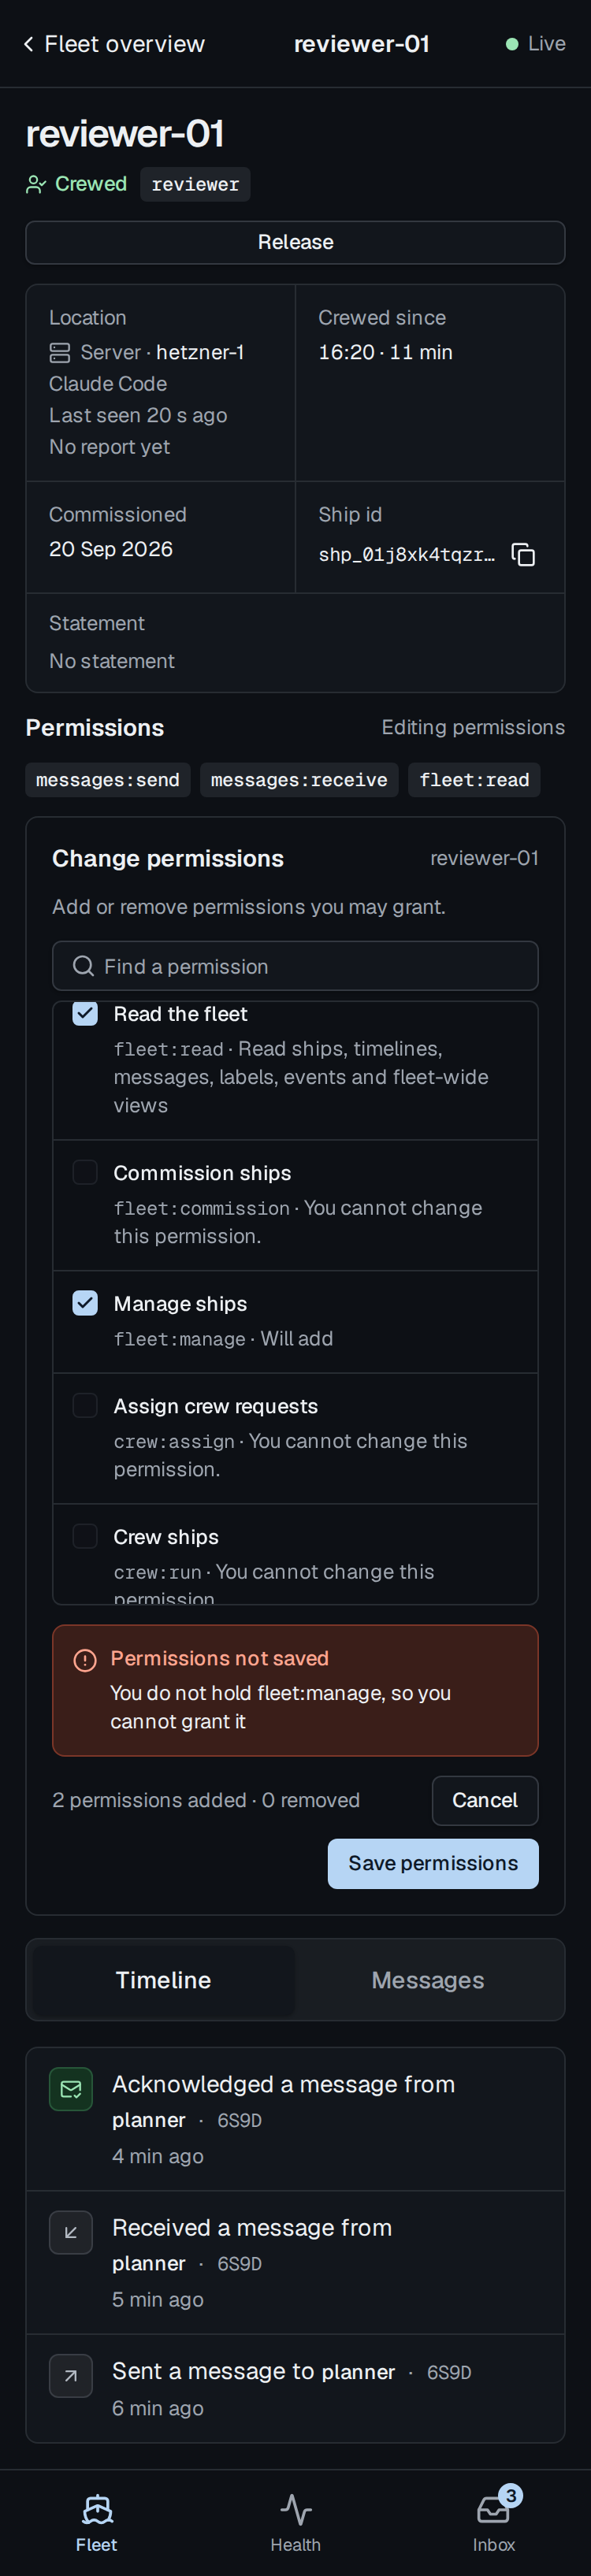 Fleet overview
reviewer-01
Live
reviewer-01
Crewed
reviewer
Release
Location
Server · hetzner-1
Claude Code
Last seen 20 s ago
No report yet
Crewed since
16:20 · 11 min
Commissioned
20 Sep 2026
Ship id
shp_01j8xk4tqzr…
Statement
No statement
Permissions
Editing permissions
messages:send
messages:receive
fleet:read
Change permissions
reviewer-01
Add or remove permissions you may grant.
Find a permission
Read the fleet
fleet:read · Read ships, timelines,
messages, labels, events and fleet-wide
views
Commission ships
fleet:commission · You cannot change
this permission.
Manage ships
fleet:manage · Will add
Assign crew requests
crew:assign · You cannot change this
permission.
Crew ships
crew:run · You cannot change this
permission
Permissions not saved
You do not hold fleet:manage, so you
cannot grant it
2 permissions added · 0 removed
Cancel
Save permissions
Timeline
Messages
Acknowledged a message from
planner · 6S9D
4 min ago
Received a message from
planner · 6S9D
5 min ago
Sent a message to planner · 6S9D
6 min ago
3
Fleet
Health
Inbox